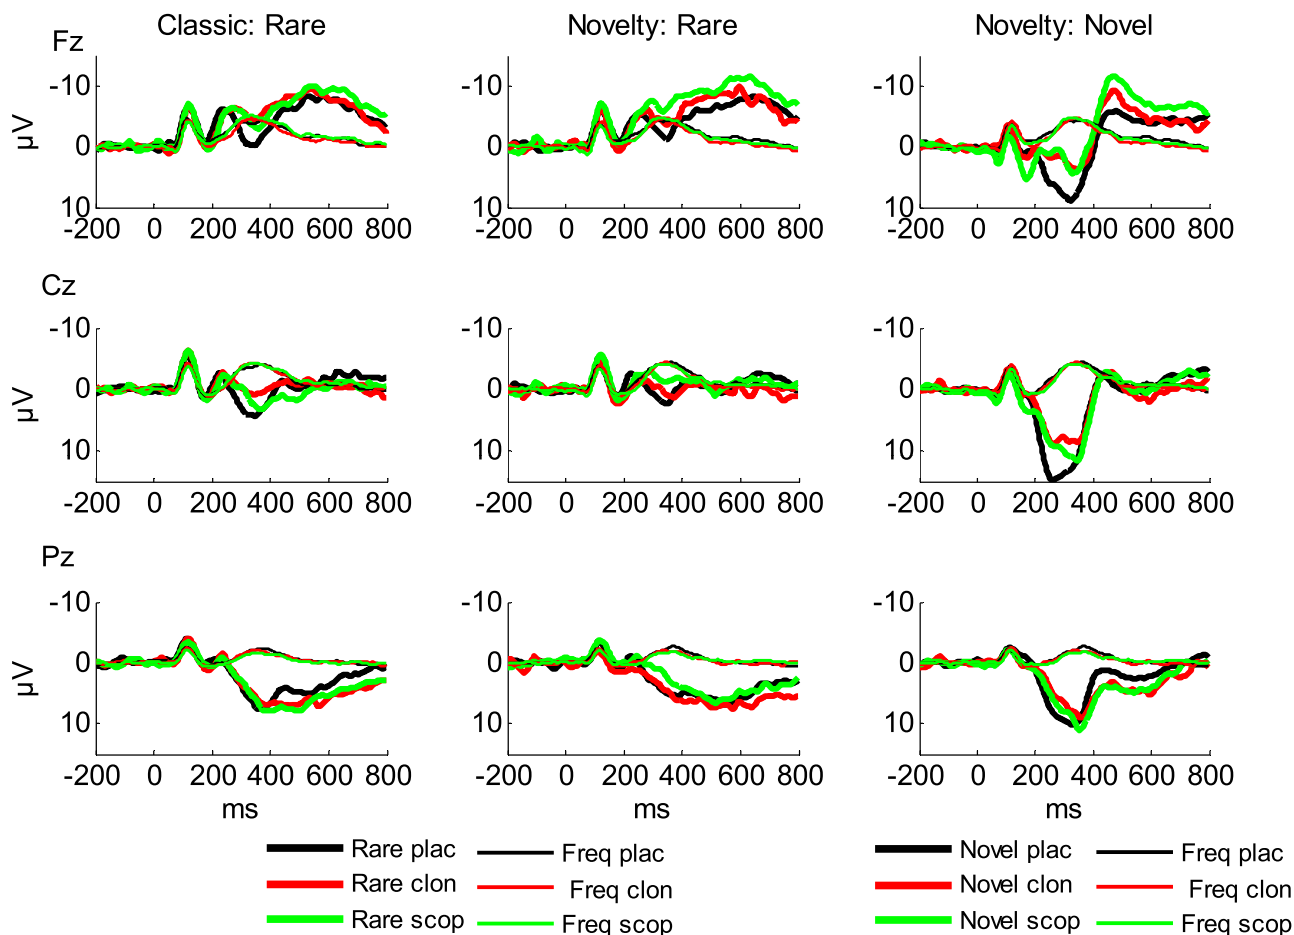 Classic: Rare Novelty: Rare Novelty: Novel
Fz
-10 -10 -10
µV 0 0 0
10 10 10
-200 0 200 400 600 800 -200 0 200 400 600 800 -200 0 200 400 600 800
Cz
-10 -10 -10
µV 0 0 0
10 10 10
-200 0 200 400 600 800 -200 0 200 400 600 800 -200 0 200 400 600 800
Pz
-10 -10 -10
µV 0 0 0
10 10 10
-200 0 200 400 600 800 -200 0 200 400 600 800 -200 0 200 400 600 800
ms ms ms
Rare plac Freq plac Novel plac Freq plac
Rare clon Freq clon Novel clon Freq clon
Rare scop Freq scop Novel scop Freq scop